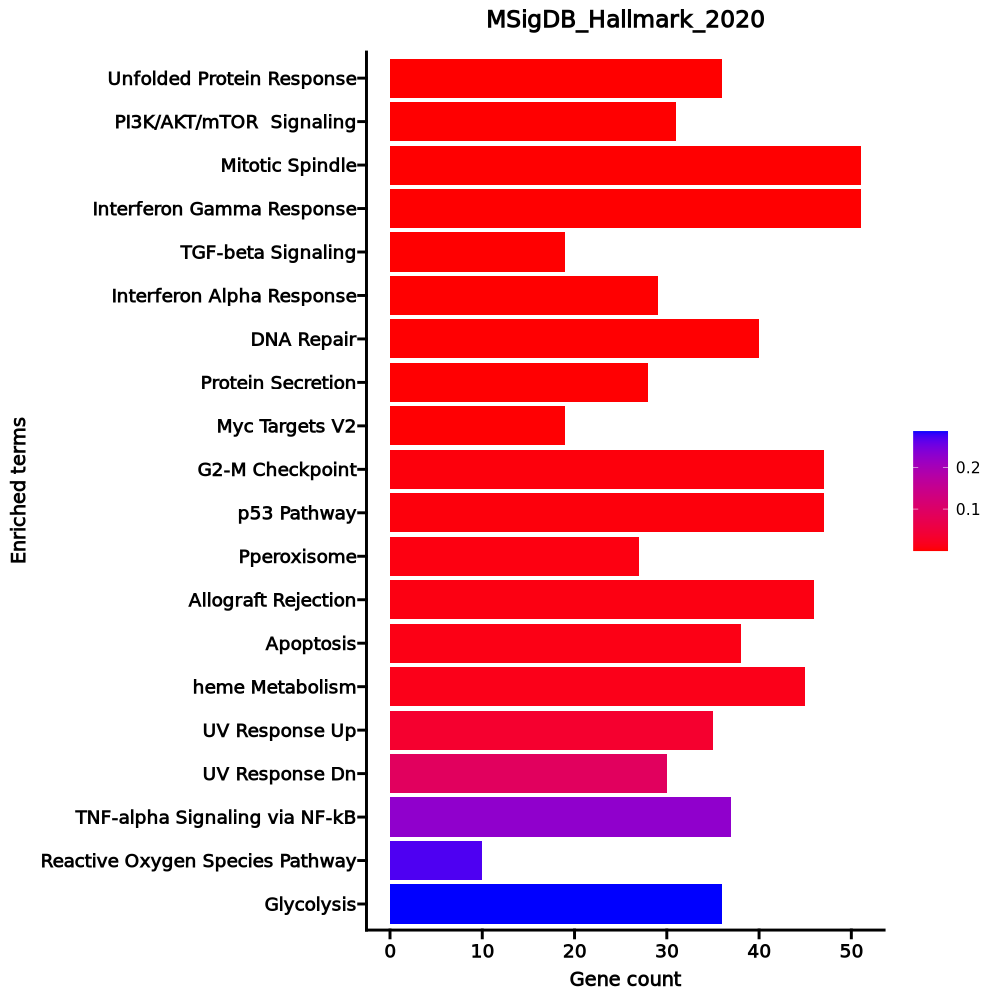 MSigDB_Hallmark_2020
Unfolded Protein Response
PI3K/AKT/mTOR  Signaling
Mitotic Spindle
Interferon Gamma Response
TGF-beta Signaling
Interferon Alpha Response
DNA Repair
Protein Secretion
Myc Targets V2
G2-M Checkpoint
p53 Pathway
Pperoxisome
Allograft Rejection
Apoptosis
heme Metabolism
UV Response Up
UV Response Dn
TNF-alpha Signaling via NF-kB
Reactive Oxygen Species Pathway
Glycolysis
Enriched terms
0 10 20 30 40 50
Gene count
0.2
0.1